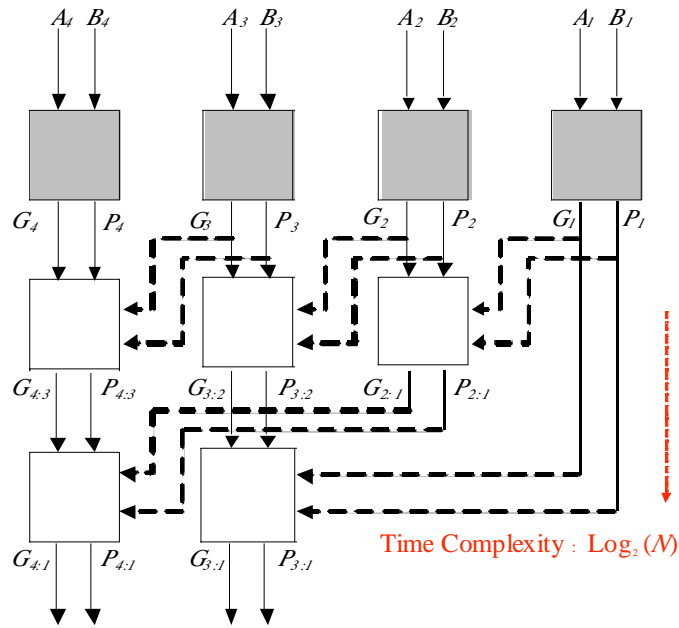 A4 B4 A3 B3 A2 B2 A1 B1
G4 P4 G3 P3 G2 P2 G1 P1
G4:3 P4:3 G3:2 P3:2 G2:1 P2:1
G4:1 P4:1 G3:1 P3:1
Time Complexity : Log2 (N)